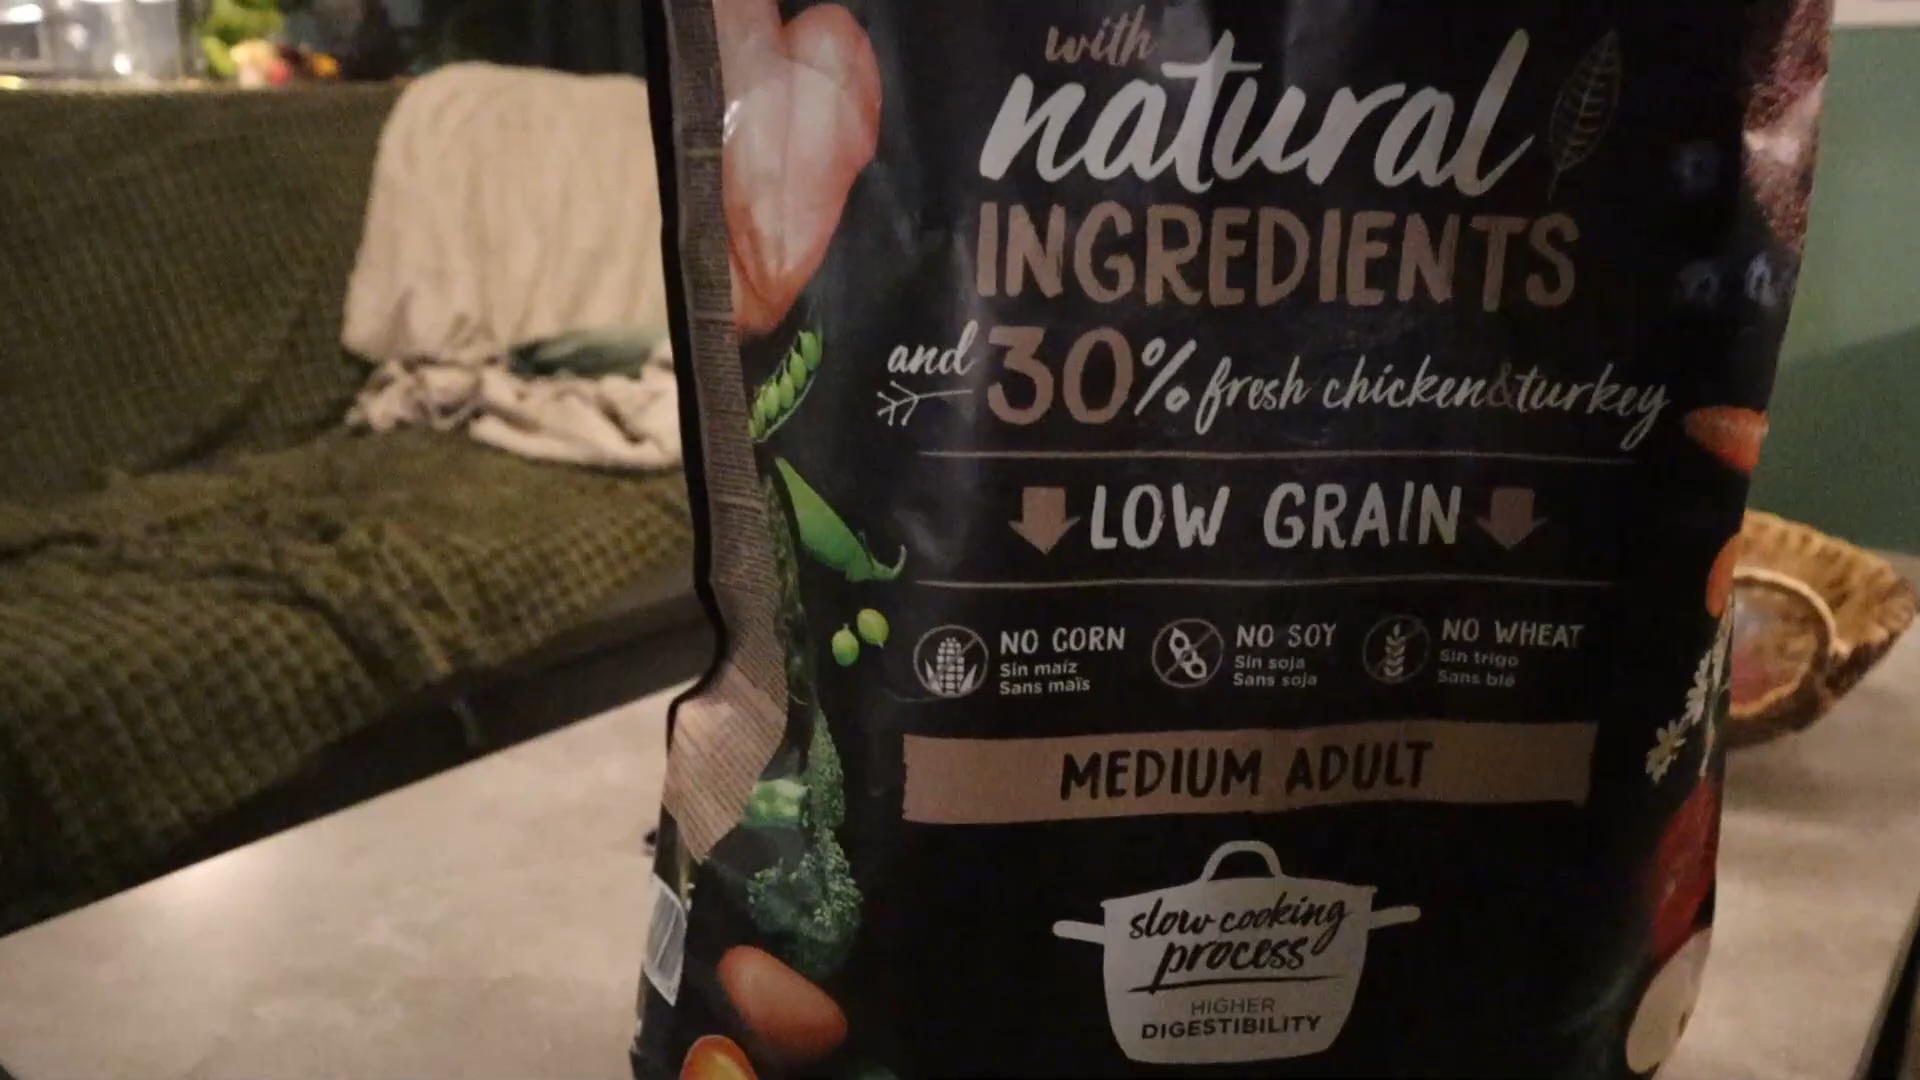 with
natural
INGREDIENTS
and 30% fresh chicken & turkey
LOW GRAIN
NO CORN
Sin maíz
Sans maïs
NO SOY
Sin soja
Sans soja
NO WHEAT
Sin trigo
Sans blé
MEDIUM ADULT
slow cooking
process
HIGHER
DIGESTIBILITY